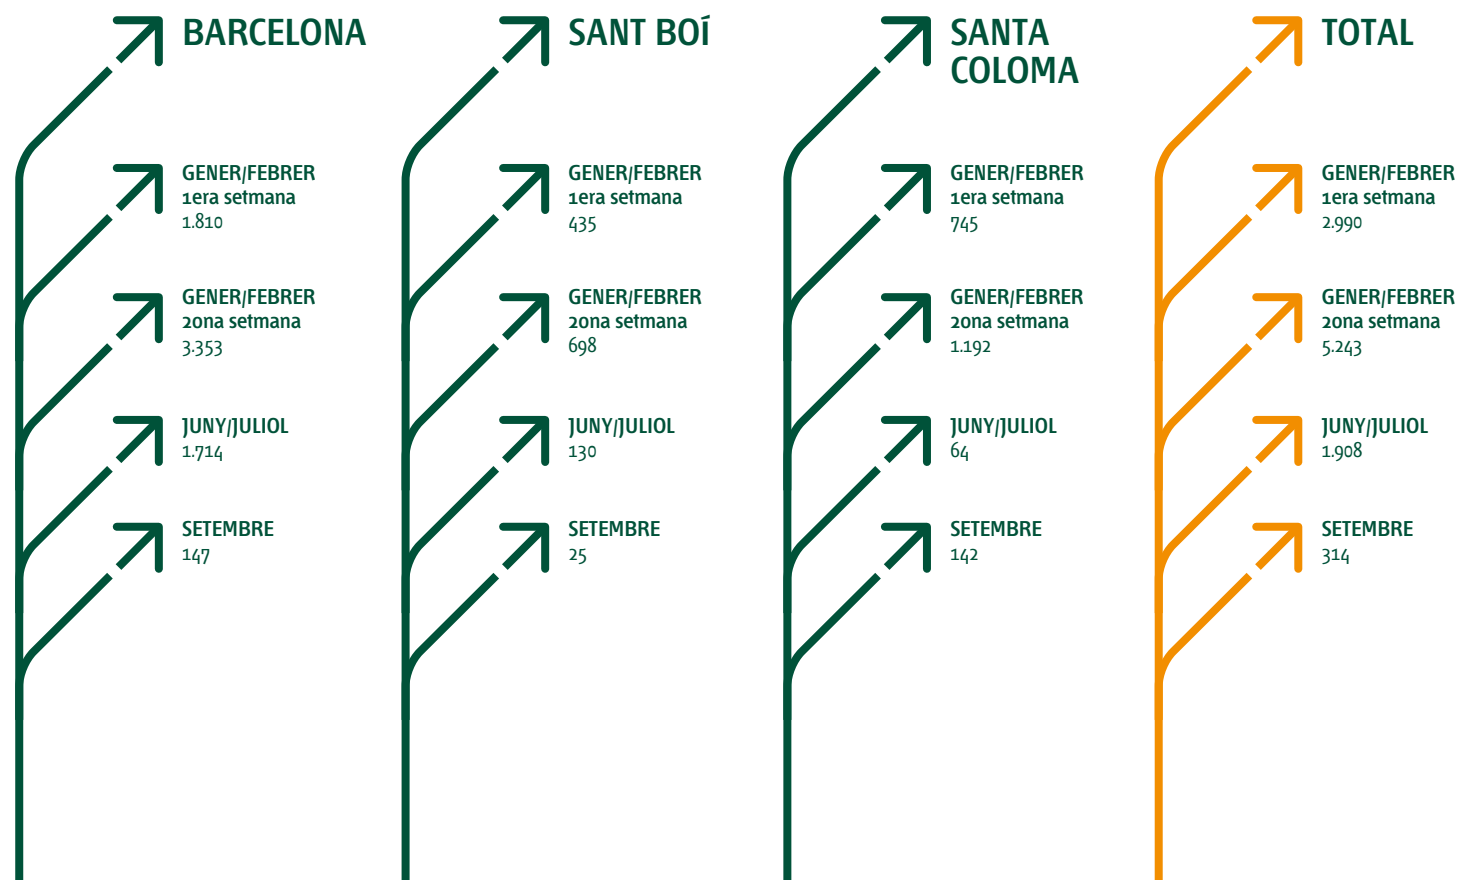 BARCELONA
GENER/FEBRER
1era setmana
1.810
GENER/FEBRER
2ona setmana
3.353
JUNY/JULIOL
1.714
SETEMBRE
147
SANT BOÍ
GENER/FEBRER
1era setmana
435
GENER/FEBRER
2ona setmana
698
JUNY/JULIOL
130
SETEMBRE
25
SANTA
COLOMA
GENER/FEBRER
1era setmana
745
GENER/FEBRER
2ona setmana
1.192
JUNY/JULIOL
64
SETEMBRE
142
TOTAL
GENER/FEBRER
1era setmana
2.990
GENER/FEBRER
2ona setmana
5.243
JUNY/JULIOL
1.908
SETEMBRE
314